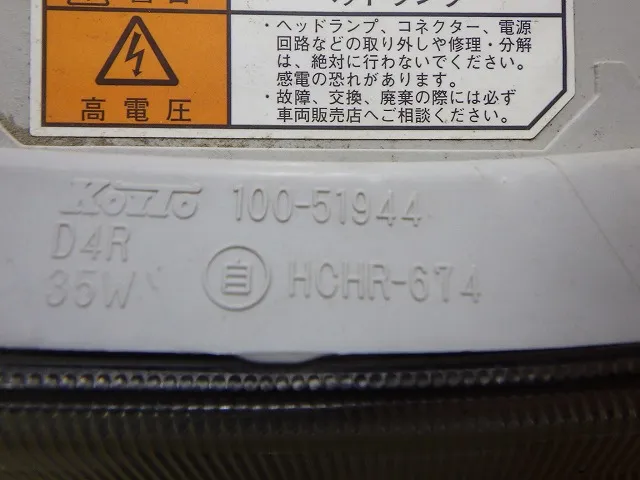 ・ヘッドランプ、コネクター、電源
回路などの取り外しや修理・分解
は、絶対に行わないでください。
感電の恐れがあります。
・故障、交換、廃棄の際には必ず
車両販売店へご相談ください。
高電圧
KOITO 100-51944
D4R
35W 自 HCHR-674